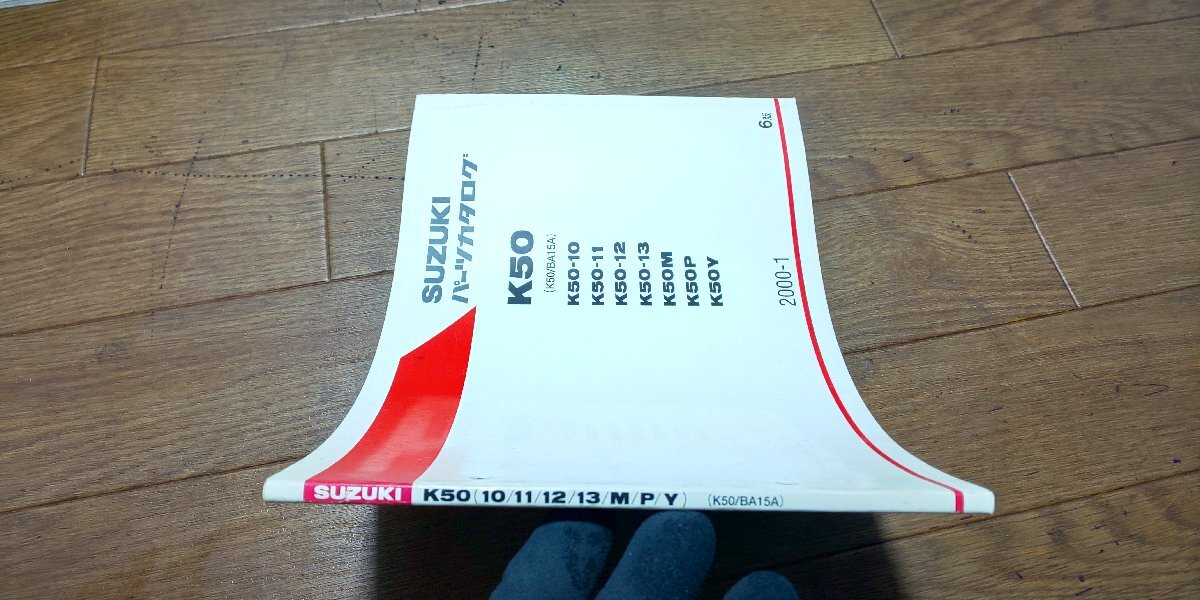 SUZUKI
パーツカタログ
K50
(K50/BA15A)
K50-10
K50-11
K50-12
K50-13
K50M
K50P
K50Y
2000-1
6版
SUZUKI K50(10/11/12/13/M/P/Y) (K50/BA15A)